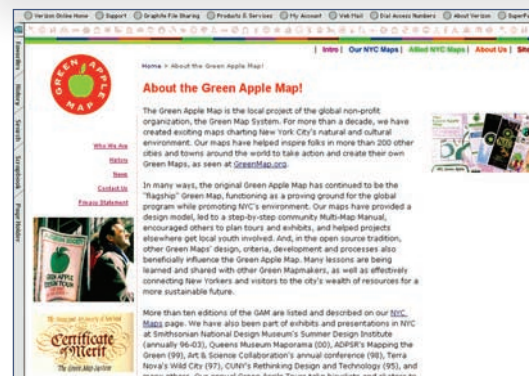 Verizon Online Home Support Graphite File Sharing Products & Services My Account Web Mail Dial Access Numbers About Verizon
Intro | Our NYC Maps | Allied NYC Maps | About Us |
Favorites
History
Search
Scrapbook
Page Holder
GREEN APPLE MAP
Who We Are
History
News
Contact Us
Privacy Statement
GREEN APPLE
Certificate
of Merit
The Green Map System
Home > About the Green Apple Map!
About the Green Apple Map!
The Green Apple Map is the local project of the global non-profit
organization, the Green Map System. For more than a decade, we have
created exciting maps charting New York City's natural and cultural
environment. Our maps have helped inspire folks in more than 200 other
cities and towns around the world to take action and create their own
Green Maps, as seen at GreenMap.org.
In many ways, the original Green Apple Map has continued to be the
"flagship" Green Map, functioning as a proving ground for the global
program while promoting NYC's environment. Our maps have provided a
design model, led to a step-by-step community Multi-Map Manual,
encouraged others to plan tours and exhibits, and helped projects
elsewhere get local youth involved. And, in the open source tradition,
other Green Maps' design, criteria, development and processes also
beneficially influence the Green Apple Map. Many lessons are being
learned and shared with other Green Mapmakers, as well as effectively
connecting New Yorkers and visitors to the city's wealth of resources for a
more sustainable future.
More than ten editions of the GAM are listed and described on our NYC
Maps page. We have also been part of exhibits and presentations in NYC
at Smithsonian National Design Museum's Summer Design Institute
(annually 96-03), Queens Museum Maporama (00), ADPSR's Mapping the
Green (99), Art & Science Collaboration's annual conference (98), Terra
Nova's Wild City (97), CUNY's Rethinking Design and Technology (95), and